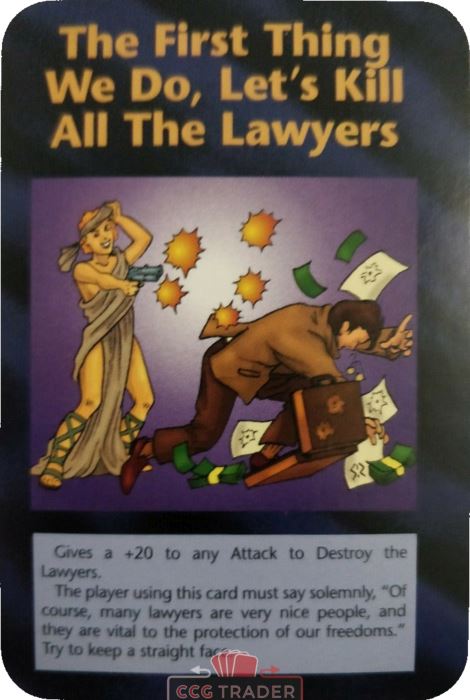 The First Thing
We Do, Let's Kill
All The Lawyers
Gives a +20 to any Attack to Destroy the
Lawyers.
The player using this card must say solemnly, "Of
course, many lawyers are very nice people, and
they are vital to the protection of our freedoms."
Try to keep a straight face
CCG TRADER